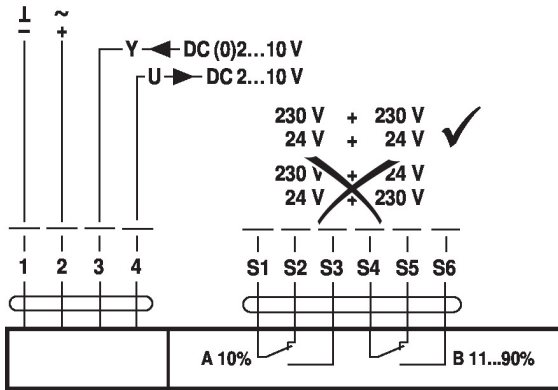 ⊥ ~
– +
Y DC (0)2...10 V
U DC 2...10 V
230 V + 230 V
24 V + 24 V
230 V + 24 V
24 V + 230 V
1 2 3 4 S1 S2 S3 S4 S5 S6
A 10% B 11...90%